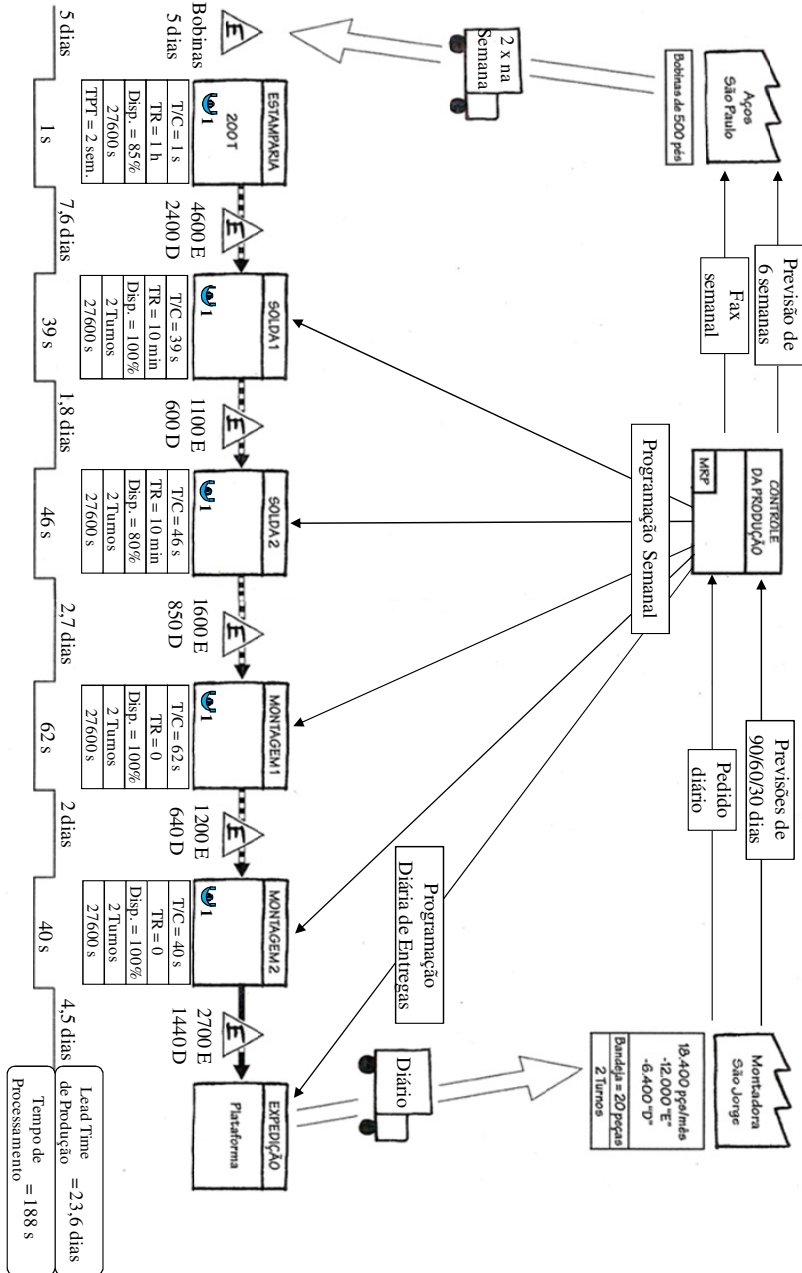 Aços
São Paulo
Bobinas de 500 pés
Previsão de
6 semanas
Fax
semanal
CONTROLE
DA PRODUÇÃO
MRP
Previsões de
90/60/30 dias
Pedido
diário
Montadora
São Jorge
18.400 pçs/mês
-12.000 "E"
-6.400 "D"
Bandeja = 20 peças
2 Turnos
2 x na
Semana
Programação Semanal
Programação
Diária de Entregas
Diário
E
Bobinas
5 dias
ESTAMPARIA
200T
1
T/C = 1 s
TR = 1 h
Disp. = 85%
27600 s
TPT = 2 sem.
E
4600 E
2400 D
SOLDA 1
1
T/C = 39 s
TR = 10 min
Disp. = 100%
2 Turnos
27600 s
E
1100 E
600 D
SOLDA 2
1
T/C = 46 s
TR = 10 min
Disp. = 80%
2 Turnos
27600 s
E
1600 E
850 D
MONTAGEM 1
1
T/C = 62 s
TR = 0
Disp. = 100%
2 Turnos
27600 s
E
1200 E
640 D
MONTAGEM 2
1
T/C = 40 s
TR = 0
Disp. = 100%
2 Turnos
27600 s
E
2700 E
1440 D
EXPEDIÇÃO
Plataforma
5 dias
1 s
7,6 dias
39 s
1,8 dias
46 s
2,7 dias
62 s
2 dias
40 s
4,5 dias
Lead Time
de Produção = 23,6 dias
Tempo de
Processamento = 188 s